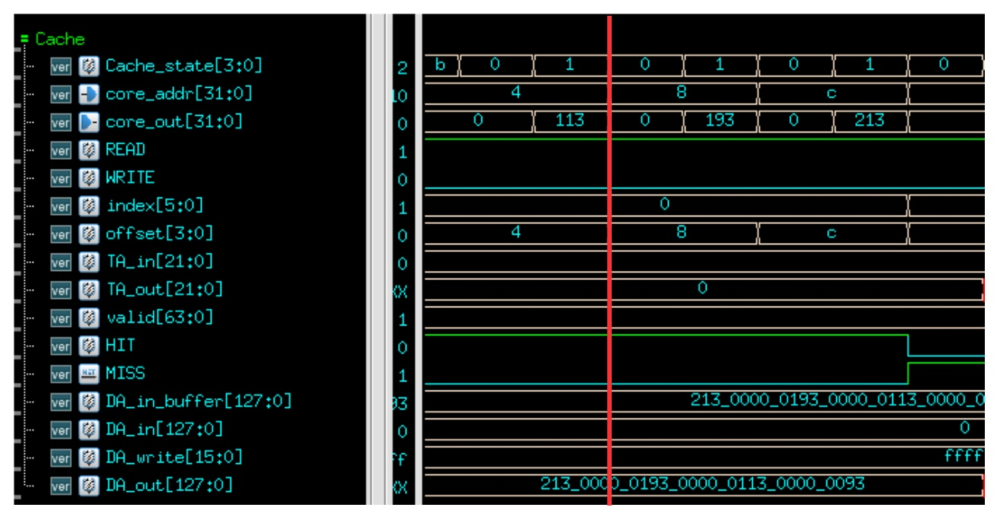 Cache
ver Cache_state[3:0] 2 b 0 1 0 1 0 1 0
ver core_addr[31:0] 10 4 8 c
ver core_out[31:0] 0 0 113 0 193 0 213
ver READ 1
ver WRITE 0
ver index[5:0] 1 0
ver offset[3:0] 0 4 8 c
ver TA_in[21:0] 0
ver TA_out[21:0] XX 0
ver valid[63:0] 1
ver HIT 0
ver MISS 1
ver DA_in_buffer[127:0] 93 213_0000_0193_0000_0113_0000_0
ver DA_in[127:0] 0 0
ver DA_write[15:0] ff ffff
ver DA_out[127:0] XX 213_0000_0193_0000_0113_0000_0093